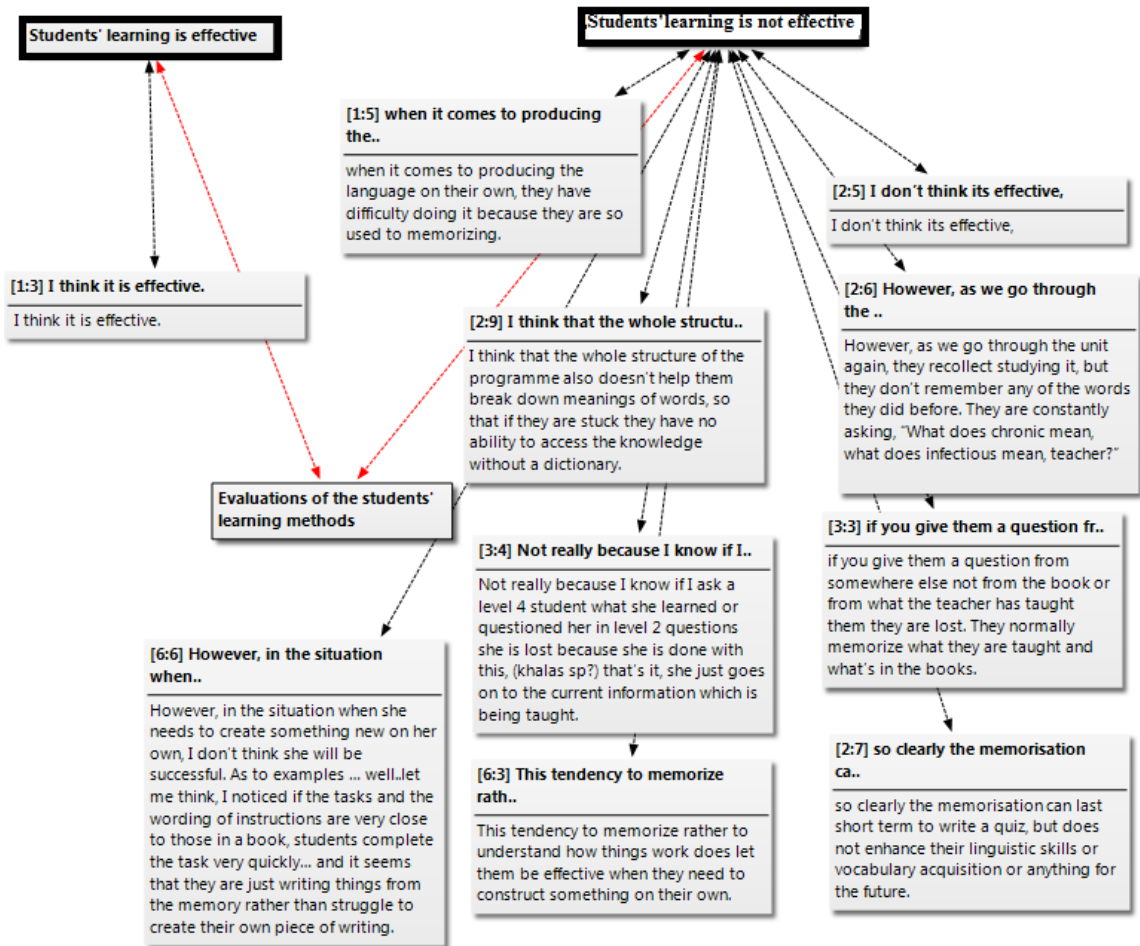 Students' learning is effective
Students'learning is not effective
[1:5] when it comes to producing
the..
when it comes to producing the
language on their own, they have
difficulty doing it because they are so
used to memorizing.
[2:5] I don't think its effective,
I don't think its effective,
[1:3] I think it is effective.
I think it is effective.
[2:6] However, as we go through
the ..
However, as we go through the unit
again, they recollect studying it, but
they don't remember any of the words
they did before. They are constantly
asking, "What does chronic mean,
what does infectious mean, teacher?"
[2:9] I think that the whole structu..
I think that the whole structure of the
programme also doesn't help them
break down meanings of words, so
that if they are stuck they have no
ability to access the knowledge
without a dictionary.
Evaluations of the students'
learning methods
[3:3] if you give them a question fr..
if you give them a question from
somewhere else not from the book or
from what the teacher has taught
them they are lost. They normally
memorize what they are taught and
what's in the books.
[3:4] Not really because I know if I..
Not really because I know if I ask a
level 4 student what she learned or
questioned her in level 2 questions
she is lost because she is done with
this, (khalas sp?) that's it, she just goes
on to the current information which is
being taught.
[6:6] However, in the situation
when..
However, in the situation when she
needs to create something new on her
own, I don't think she will be
successful. As to examples ... well..let
me think, I noticed if the tasks and the
wording of instructions are very close
to those in a book, students complete
the task very quickly... and it seems
that they are just writing things from
the memory rather than struggle to
create their own piece of writing.
[6:3] This tendency to memorize
rath..
This tendency to memorize rather to
understand how things work does let
them be effective when they need to
construct something on their own.
[2:7] so clearly the memorisation
ca..
so clearly the memorisation can last
short term to write a quiz, but does
not enhance their linguistic skills or
vocabulary acquisition or anything for
the future.